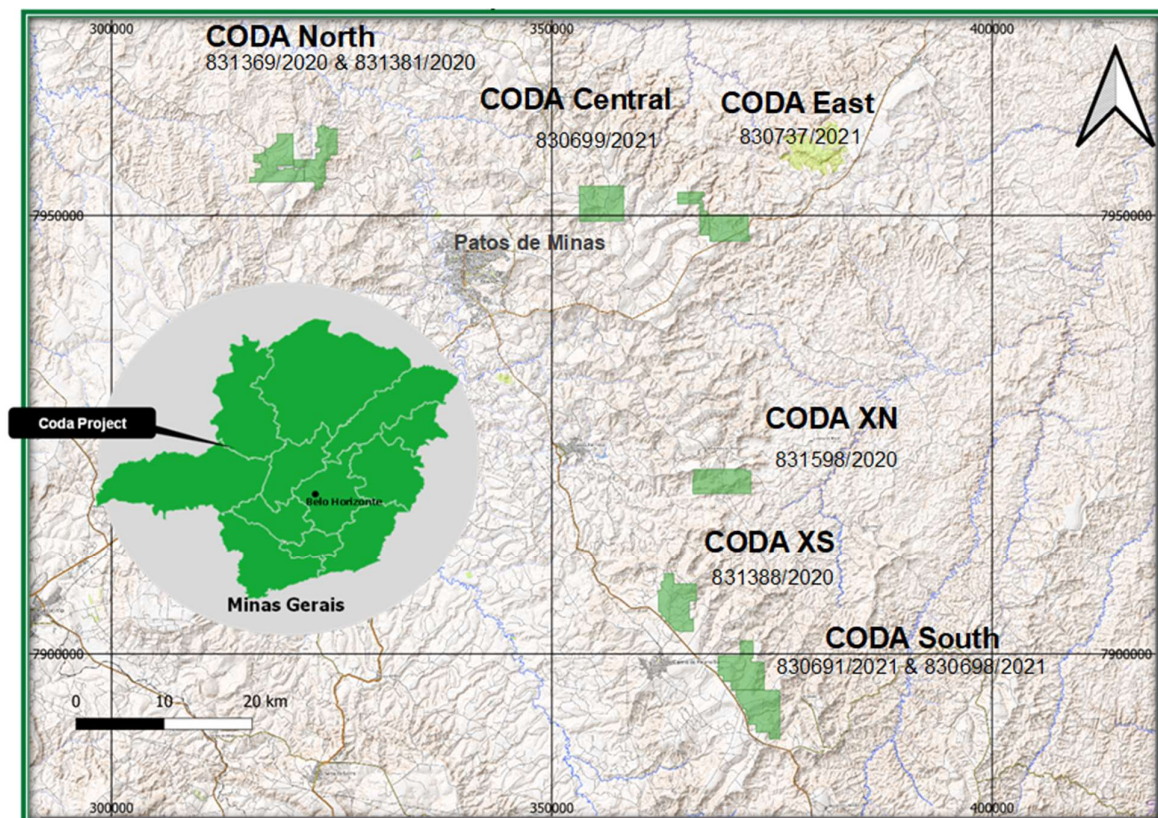 300000
350000
400000
CODA North
831369/2020 & 831381/2020
CODA Central
830699/2021
CODA East
830737/2021
7950000
7950000
Patos de Minas
Coda Project
Belo Horizonte
Minas Gerais
CODA XN
831598/2020
CODA XS
831388/2020
CODA South
830691/2021 & 830698/2021
7900000
7900000
0 10 20 km
300000
350000
400000